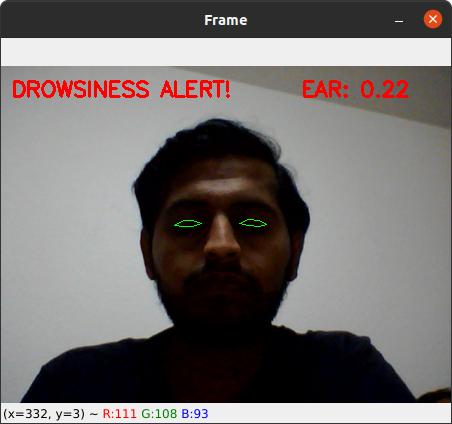 Frame
DROWSINESS ALERT! EAR: 0.22
(x=332, y=3) ~ R:111 G:108 B:93